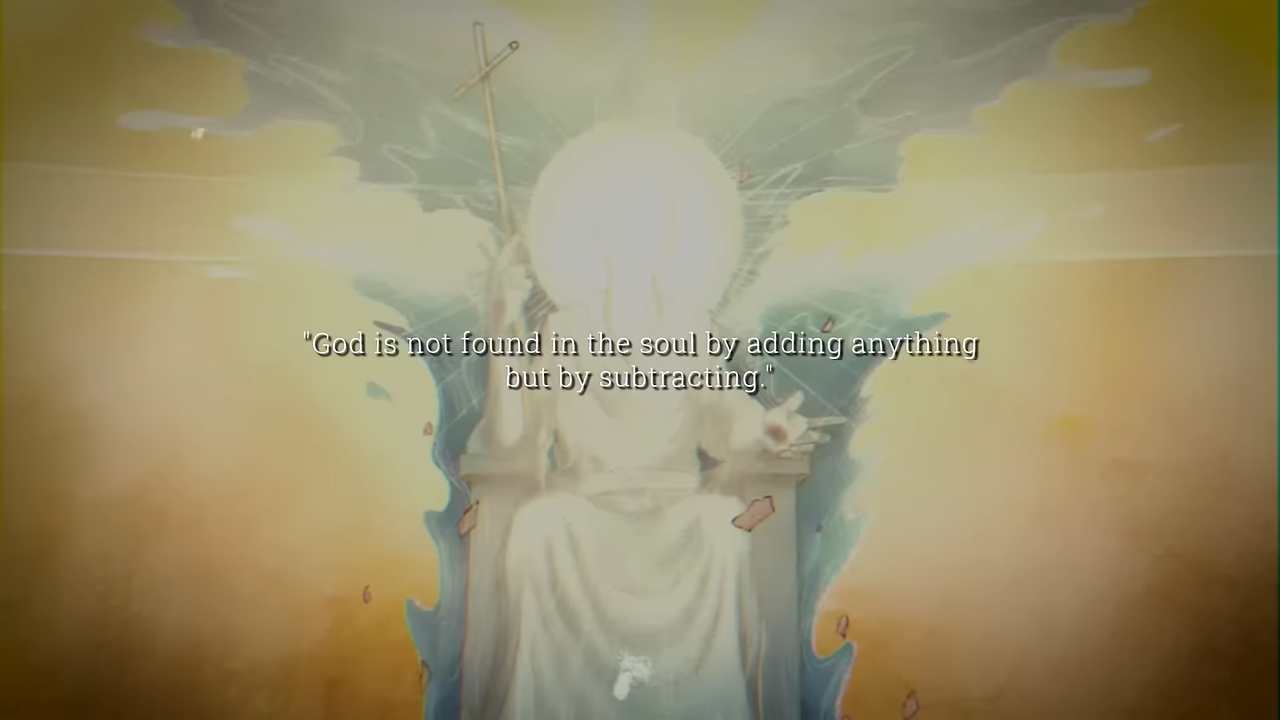 "God is not found in the soul by adding anything
but by subtracting."